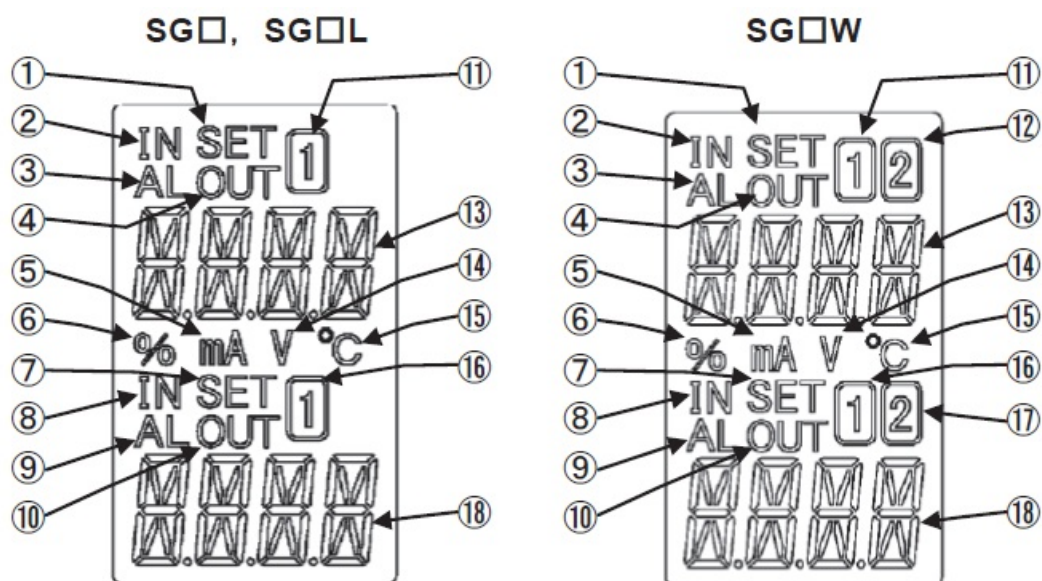 SG□, SG□L
① ⑪
② IN SET 1
③ AL OUT
④ ⑬
⑤ ⑭
⑥ % mA V °C ⑮
⑦ ⑯
⑧ IN SET 1
⑨ AL OUT
⑩ ⑱
SG□W
① ⑪
② IN SET 1 2 ⑫
③ AL OUT
④ ⑬
⑤ ⑭
⑥ % mA V °C ⑮
⑦ ⑯
⑧ IN SET 1 2 ⑰
⑨ AL OUT
⑩ ⑱